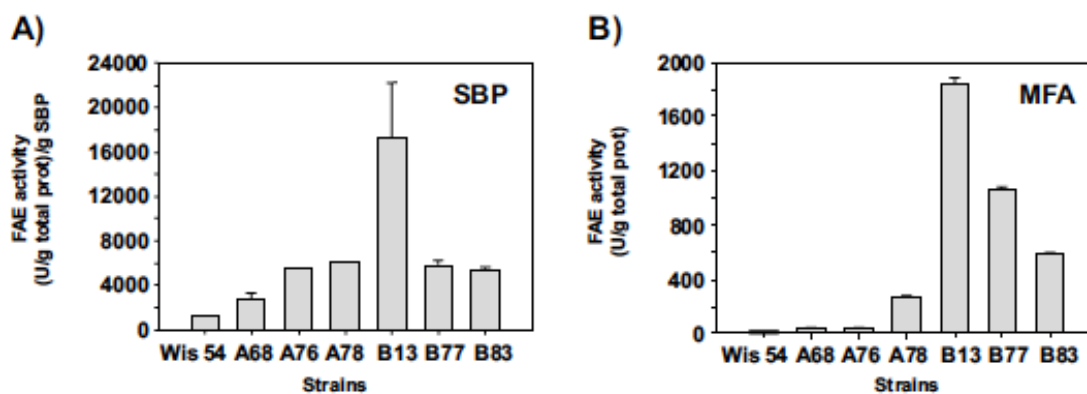 A)
24000
20000
16000
12000
8000
4000
0
FAE activity
(U/g total prot)/g SBP
SBP
Wis 54 A68 A76 A78 B13 B77 B83
Strains
B)
2000
1600
1200
800
400
0
FAE activity
(U/g total prot)
MFA
Wis 54 A68 A76 A78 B13 B77 B83
Strains